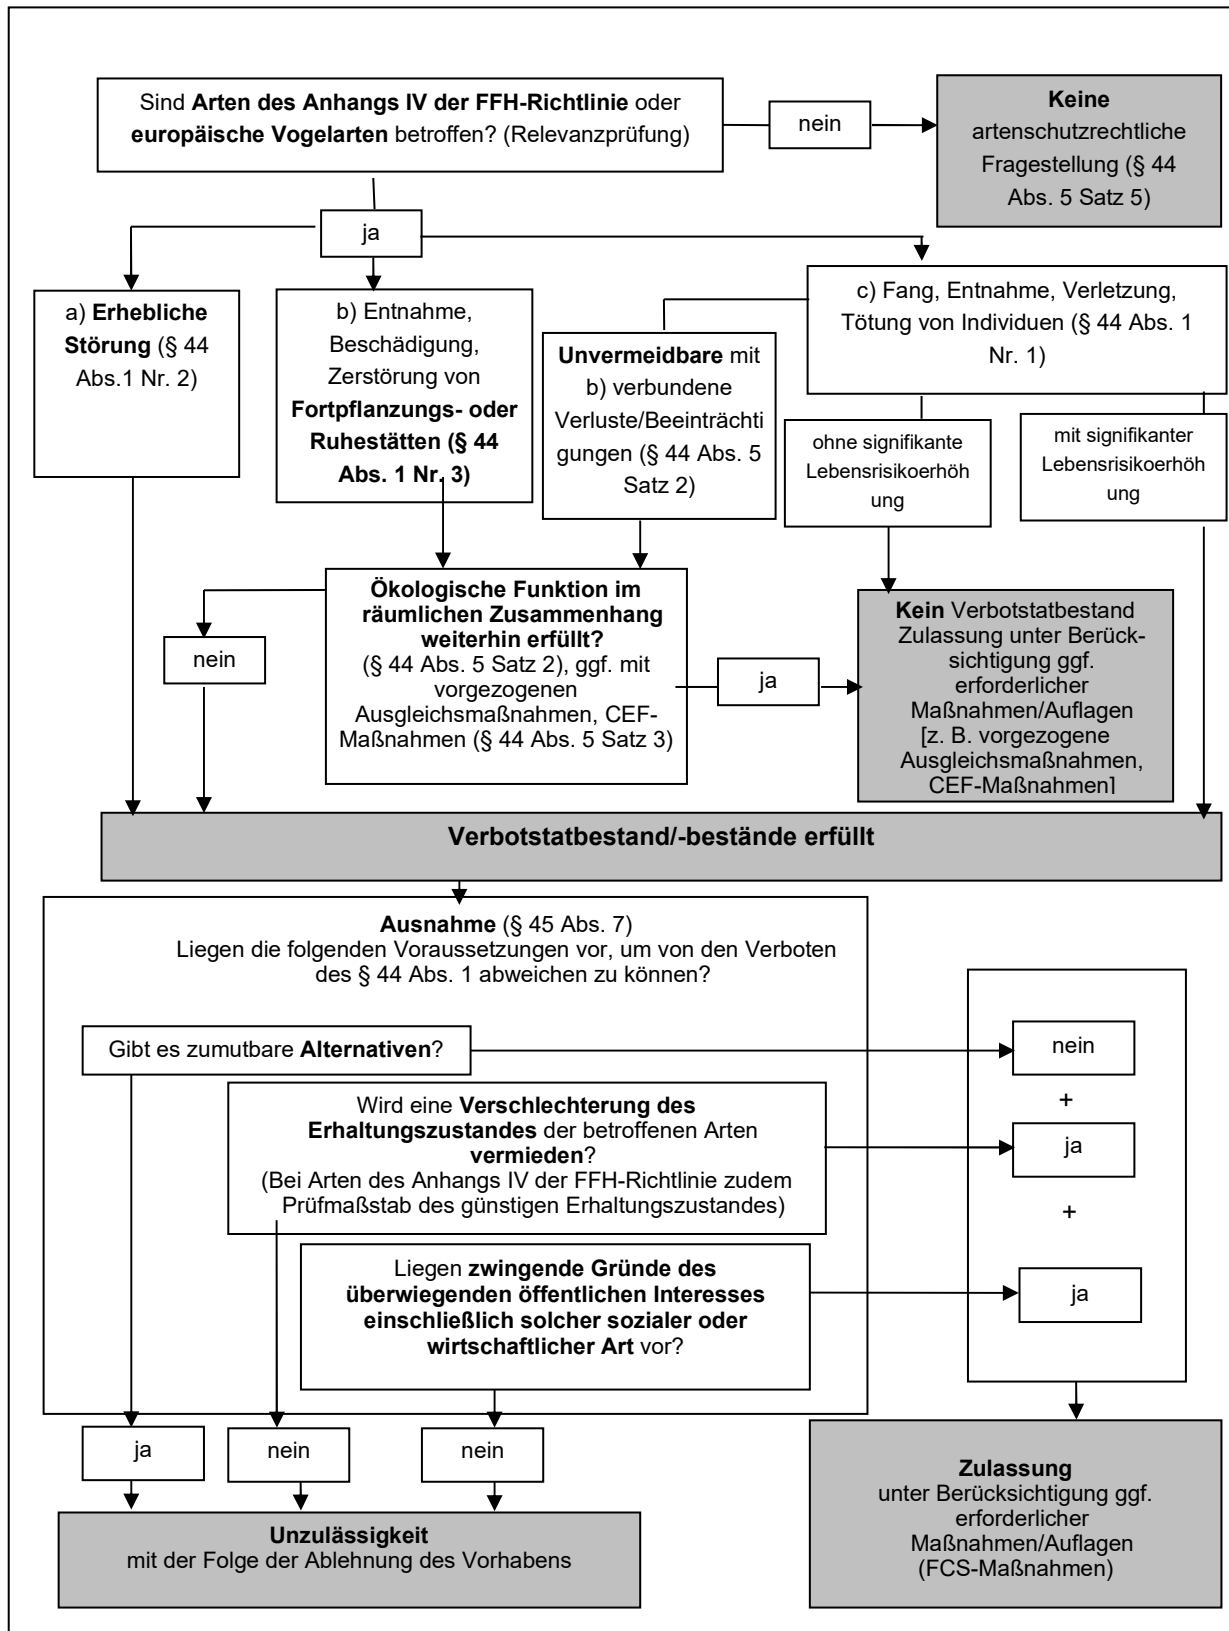 Sind Arten des Anhangs IV der FFH-Richtlinie oder
europäische Vogelarten betroffen? (Relevanzprüfung)
nein
Keine
artenschutzrechtliche
Fragestellung (§ 44
Abs. 5 Satz 5)
ja
a) Erhebliche
Störung (§ 44
Abs.1 Nr. 2)
b) Entnahme,
Beschädigung,
Zerstörung von
Fortpflanzungs- oder
Ruhestätten (§ 44
Abs. 1 Nr. 3)
Unvermeidbare mit
b) verbundene
Verluste/Beeinträchti
gungen (§ 44 Abs. 5
Satz 2)
c) Fang, Entnahme, Verletzung,
Tötung von Individuen (§ 44 Abs. 1
Nr. 1)
ohne signifikante
Lebensrisikoerhöh
ung
mit signifikanter
Lebensrisikoerhöh
ung
Ökologische Funktion im
räumlichen Zusammenhang
weiterhin erfüllt?
(§ 44 Abs. 5 Satz 2), ggf. mit
vorgezogenen
Ausgleichsmaßnahmen, CEF-
Maßnahmen (§ 44 Abs. 5 Satz 3)
nein
ja
Kein Verbotstatbestand
Zulassung unter Berück-
sichtigung ggf.
erforderlicher
Maßnahmen/Auflagen
[z. B. vorgezogene
Ausgleichsmaßnahmen,
CEF-Maßnahmen]
Verbotstatbestand/-bestände erfüllt
Ausnahme (§ 45 Abs. 7)
Liegen die folgenden Voraussetzungen vor, um von den Verboten
des § 44 Abs. 1 abweichen zu können?
Gibt es zumutbare Alternativen?
nein
+
Wird eine Verschlechterung des
Erhaltungszustandes der betroffenen Arten
vermieden?
(Bei Arten des Anhangs IV der FFH-Richtlinie zudem
Prüfmaßstab des günstigen Erhaltungszustandes)
ja
+
Liegen zwingende Gründe des
überwiegenden öffentlichen Interesses
einschließlich solcher sozialer oder
wirtschaftlicher Art vor?
ja
ja
nein
nein
Unzulässigkeit
mit der Folge der Ablehnung des Vorhabens
Zulassung
unter Berücksichtigung ggf.
erforderlicher
Maßnahmen/Auflagen
(FCS-Maßnahmen)